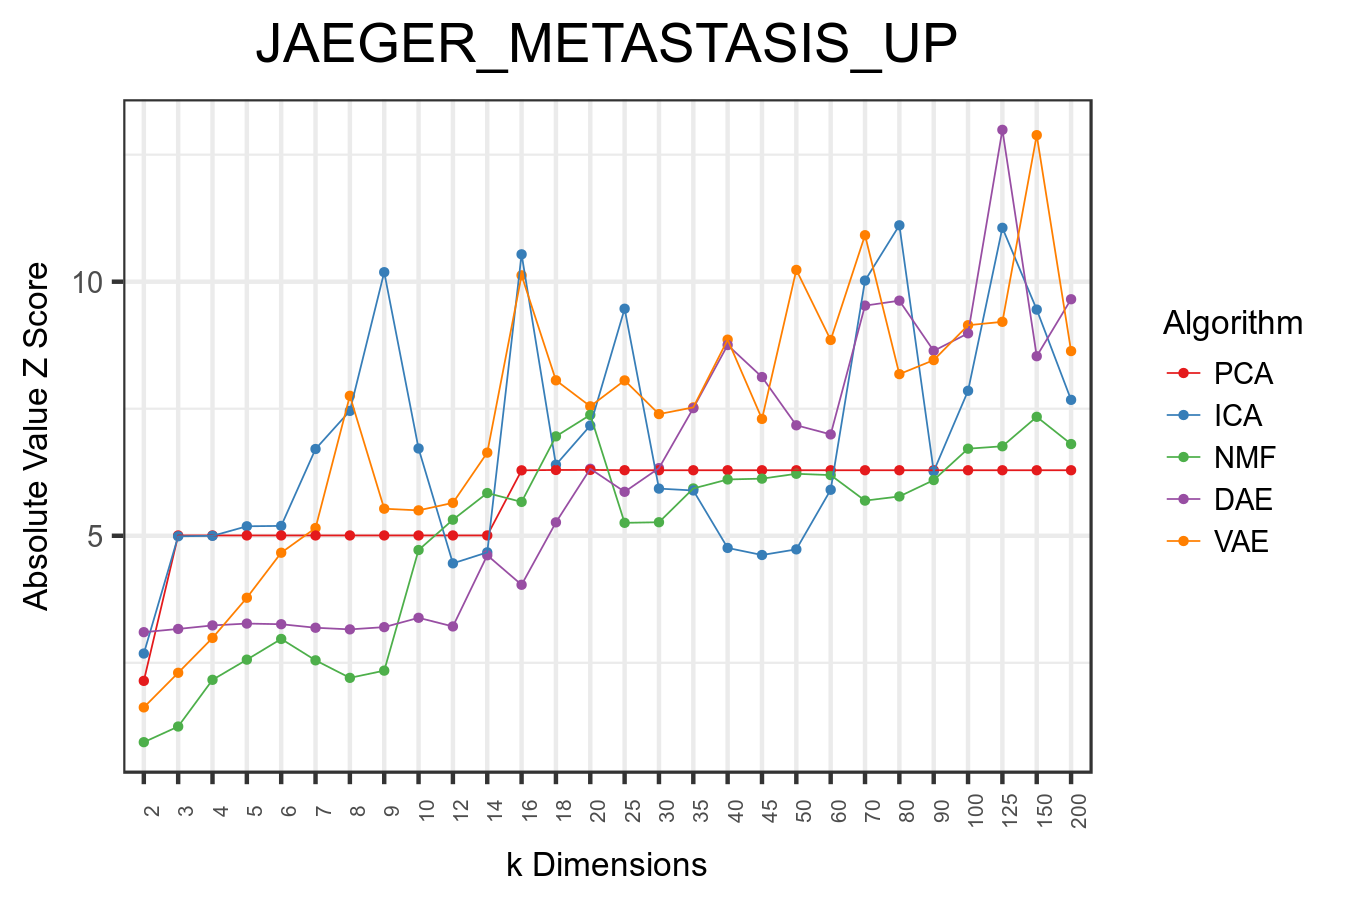 JAEGER_METASTASIS_UP
Absolute Value Z Score
10
5
2 3 4 5 6 7 8 9 10 12 14 16 18 20 25 30 35 40 45 50 60 70 80 90 100 125 150 200
k Dimensions
Algorithm
PCA
ICA
NMF
DAE
VAE